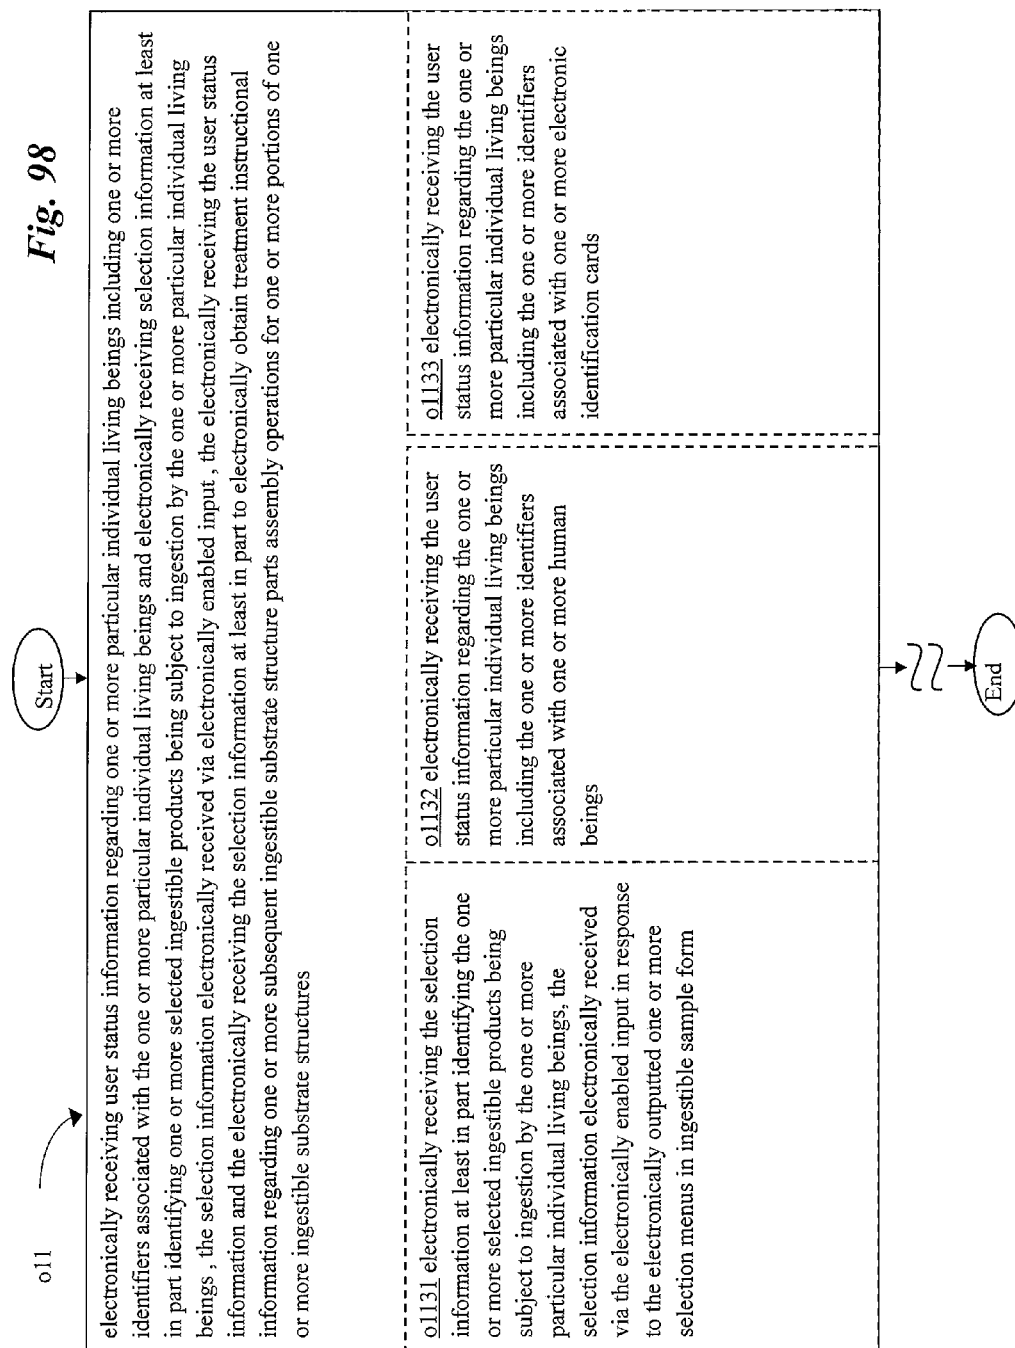 Fig. 98
Start
o11
electronically receiving user status information regarding one or more particular individual living beings including one or more
identifiers associated with the one or more particular individual living beings and electronically receiving selection information at least
in part identifying one or more selected ingestible products being subject to ingestion by the one or more particular individual living
beings , the selection information electronically received via electronically enabled input , the electronically receiving the user status
information and the electronically receiving the selection information at least in part to electronically obtain treatment instructional
information regarding one or more subsequent ingestible substrate structure parts assembly operations for one or more portions of one
or more ingestible substrate structures
o1131 electronically receiving the selection
information at least in part identifying the one
or more selected ingestible products being
subject to ingestion by the one or more
particular individual living beings, the
selection information electronically received
via the electronically enabled input in response
to the electronically outputted one or more
selection menus in ingestible sample form
o1132 electronically receiving the user
status information regarding the one or
more particular individual living beings
including the one or more identifiers
associated with one or more human
beings
o1133 electronically receiving the user
status information regarding the one or
more particular individual living beings
including the one or more identifiers
associated with one or more electronic
identification cards
End